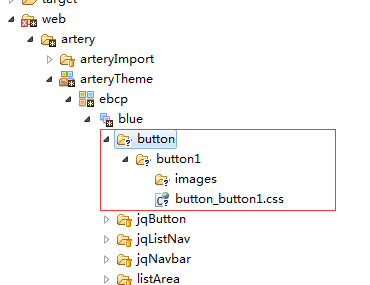 target
web
artery
arteryImport
arteryTheme
ebcp
blue
button
button1
images
button_button1.css
jqButton
jqListNav
jqNavbar
listArea